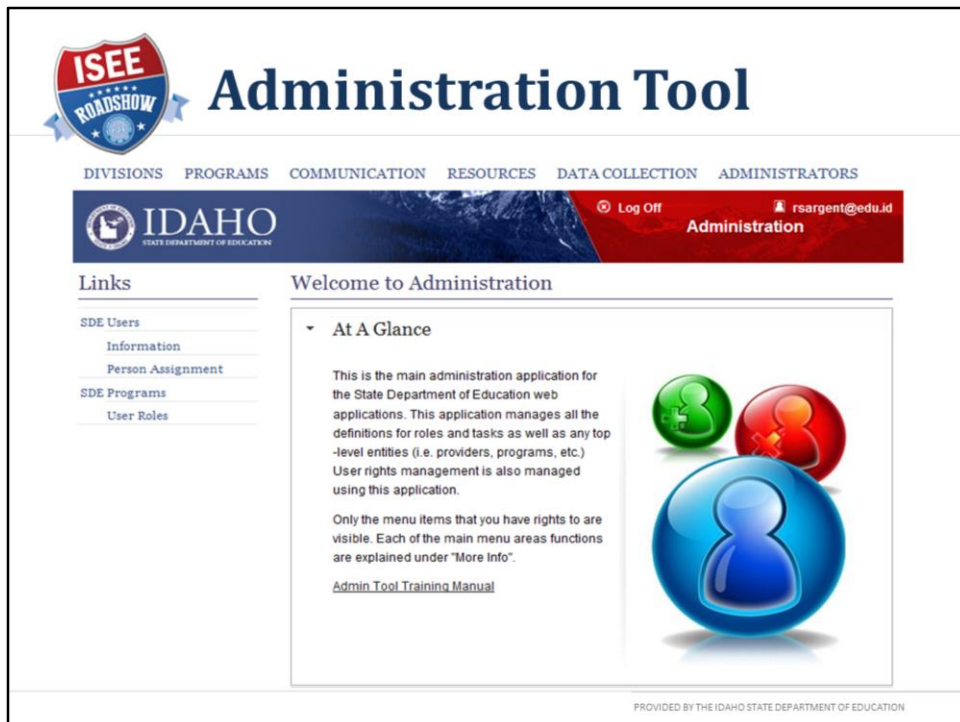 ISEE
ROADSHOW
Administration Tool
DIVISIONS PROGRAMS COMMUNICATION RESOURCES DATA COLLECTION ADMINISTRATORS
IDAHO
STATE DEPARTMENT OF EDUCATION
Log Off rsargent@edu.id
Administration
Links
SDE Users
Information
Person Assignment
SDE Programs
User Roles
Welcome to Administration
At A Glance
This is the main administration application for
the State Department of Education web
applications. This application manages all the
definitions for roles and tasks as well as any top
-level entities (i.e. providers, programs, etc.)
User rights management is also managed
using this application.
Only the menu items that you have rights to are
visible. Each of the main menu areas functions
are explained under "More Info".
Admin Tool Training Manual
PROVIDED BY THE IDAHO STATE DEPARTMENT OF EDUCATION